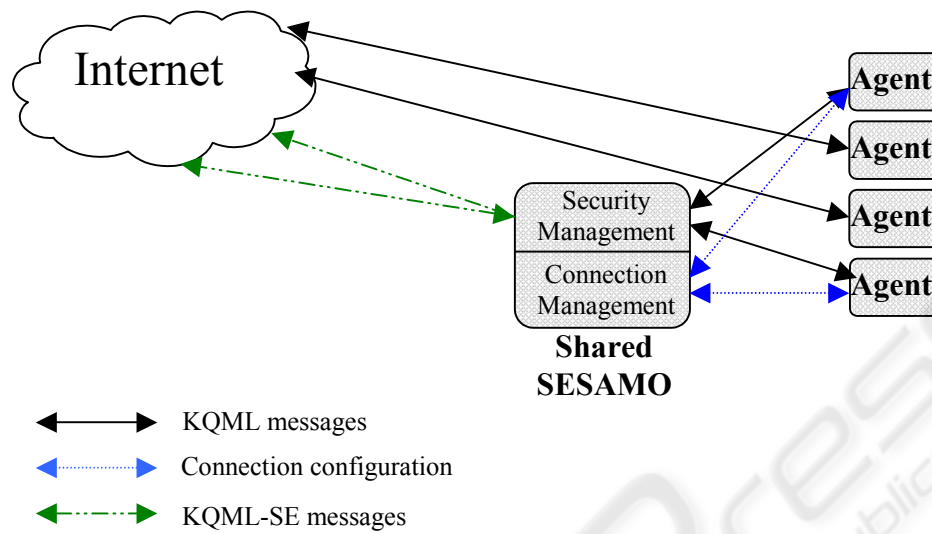 Internet
Agent
Agent
Agent
Agent
Security
Management
Connection
Management
Shared
SESAMO
KQML messages
Connection configuration
KQML-SE messages